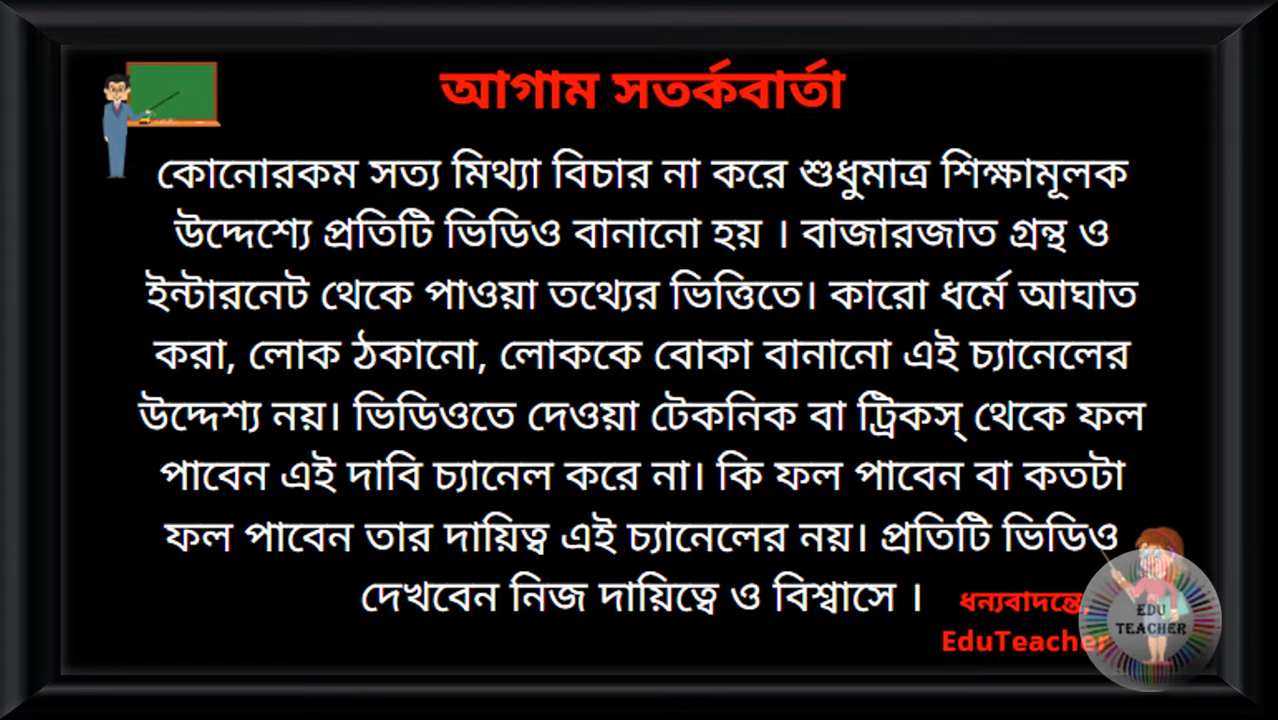 আগাম সতর্কবার্তা
কোনোরকম সত্য মিথ্যা বিচার না করে শুধুমাত্র শিক্ষামূলক
উদ্দেশ্যে প্রতিটি ভিডিও বানানো হয় । বাজারজাত গ্রন্থ ও
ইন্টারনেট থেকে পাওয়া তথ্যের ভিত্তিতে। কারো ধর্মে আঘাত
করা, লোক ঠকানো, লোককে বোকা বানানো এই চ্যানেলের
উদ্দেশ্য নয়। ভিডিওতে দেওয়া টেকনিক বা ট্রিকস্ থেকে ফল
পাবেন এই দাবি চ্যানেল করে না। কি ফল পাবেন বা কতটা
ফল পাবেন তার দায়িত্ব এই চ্যানেলের নয়। প্রতিটি ভিডিও
দেখবেন নিজ দায়িত্বে ও বিশ্বাসে ।
ধন্যবাদন্তে,
EduTeacher
EDU
TEACHER